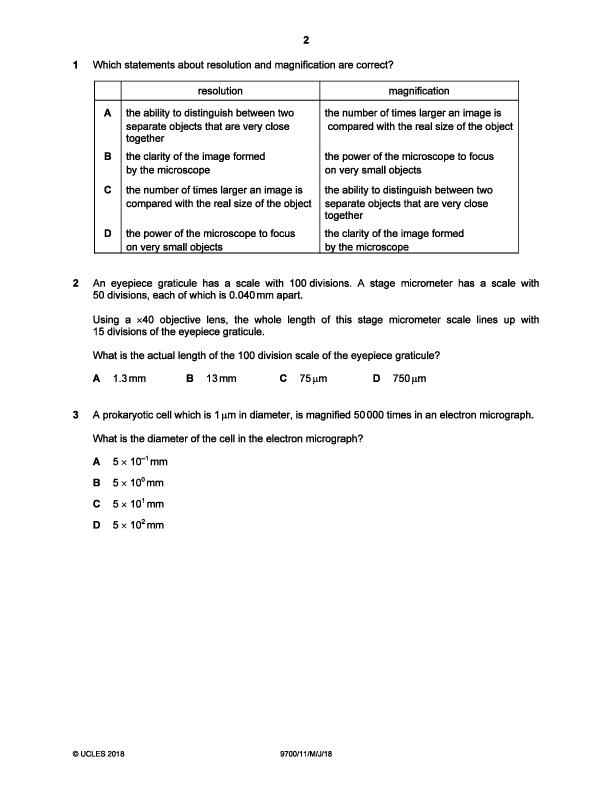 2
1 Which statements about resolution and magnification are correct?
resolution magnification
A the ability to distinguish between two separate objects that are very close together the number of times larger an image is compared with the real size of the object
B the clarity of the image formed by the microscope the power of the microscope to focus on very small objects
C the number of times larger an image is compared with the real size of the object the ability to distinguish between two separate objects that are very close together
D the power of the microscope to focus on very small objects the clarity of the image formed by the microscope
2 An eyepiece graticule has a scale with 100 divisions. A stage micrometer has a scale with
50 divisions, each of which is 0.040 mm apart.
Using a ×40 objective lens, the whole length of this stage micrometer scale lines up with
15 divisions of the eyepiece graticule.
What is the actual length of the 100 division scale of the eyepiece graticule?
A 1.3 mm B 13 mm C 75 µm D 750 µm
3 A prokaryotic cell which is 1 µm in diameter, is magnified 50 000 times in an electron micrograph.
What is the diameter of the cell in the electron micrograph?
A 5 × 10⁻¹ mm
B 5 × 10⁰ mm
C 5 × 10¹ mm
D 5 × 10² mm
© UCLES 2018 9700/11/M/J/18